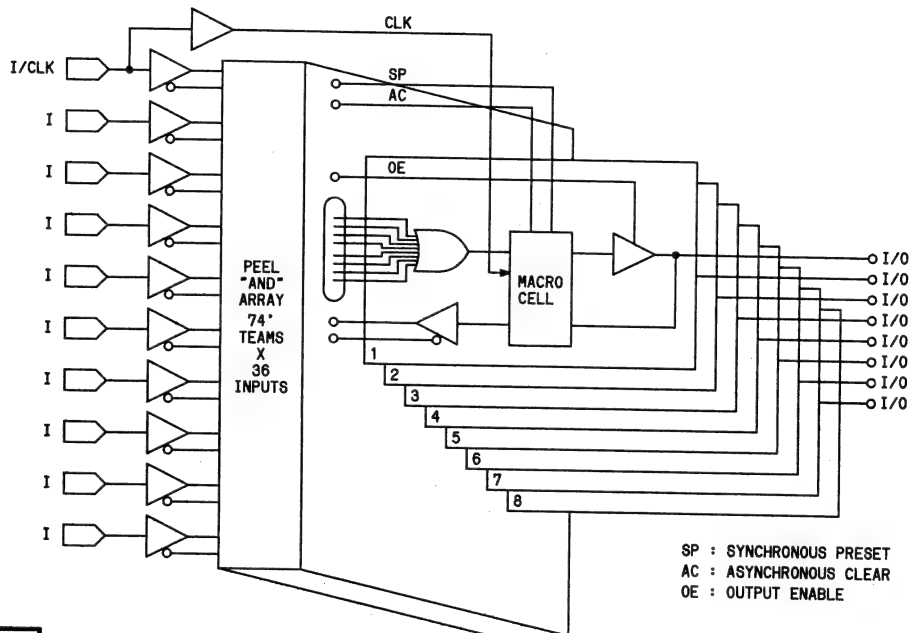 CLK
I/CLK
SP
AC
I
I
OE
I
I
I/O
PEEL
"AND"
ARRAY
74'
TEAMS
X
36
INPUTS
MACRO
CELL
I/O
I/O
I/O
I/O
I/O
I/O
I/O
I
I
I
I
I
I
1
2
3
4
5
6
7
8
SP : SYNCHRONOUS PRESET
AC : ASYNCHRONOUS CLEAR
OE : OUTPUT ENABLE